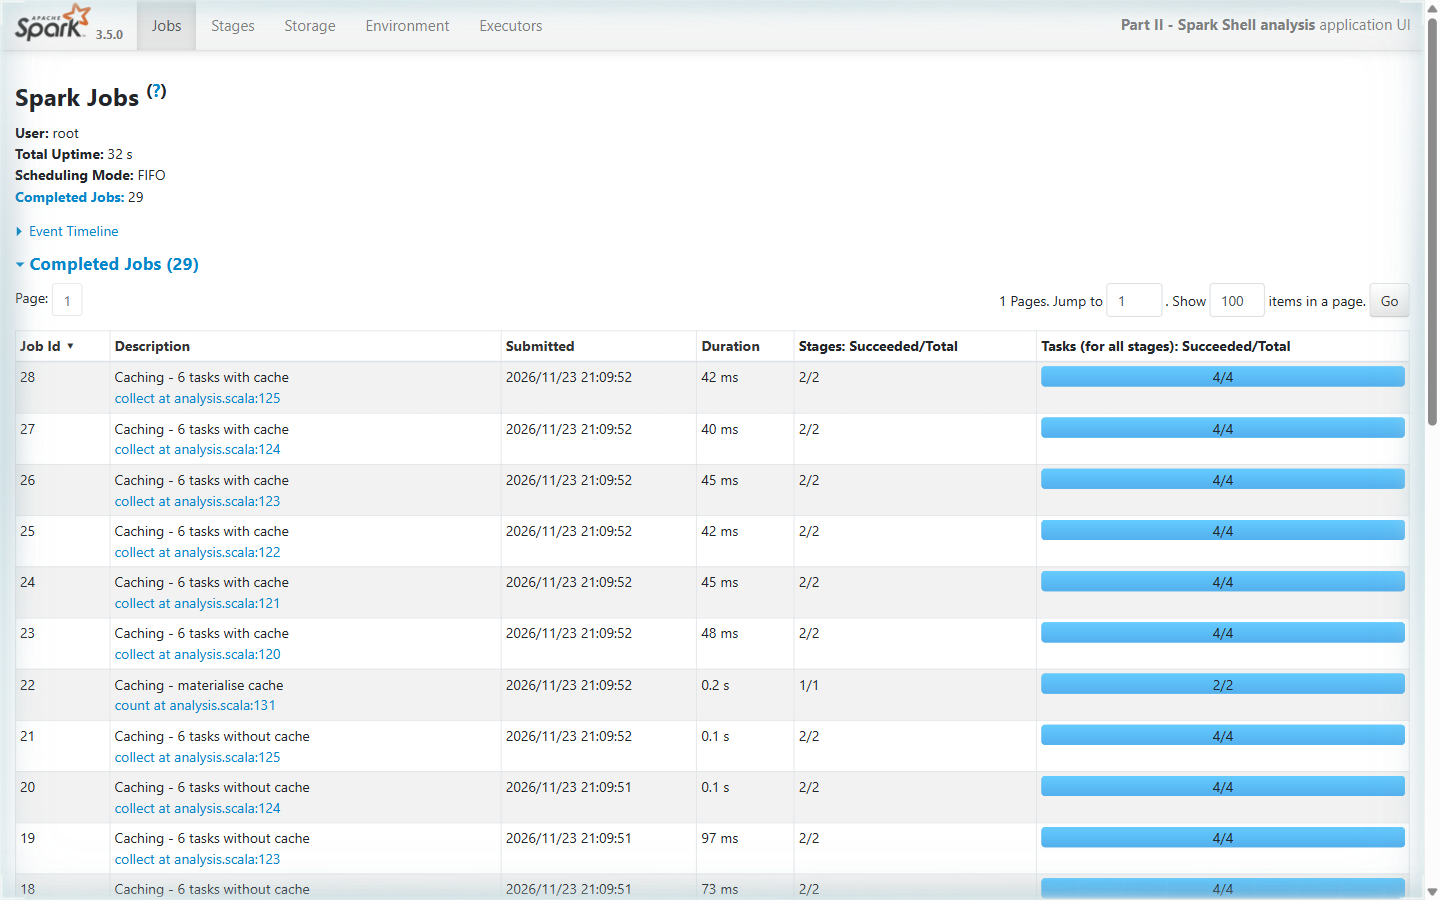 APACHE Spark 3.5.0 Jobs Stages Storage Environment Executors Part II - Spark Shell analysis application UI
Spark Jobs (?)
User: root
Total Uptime: 32 s
Scheduling Mode: FIFO
Completed Jobs: 29
Event Timeline
Completed Jobs (29)
Page: 1 1 Pages. Jump to 1 . Show 100 items in a page. Go
Job Id ▾ Description Submitted Duration Stages: Succeeded/Total Tasks (for all stages): Succeeded/Total
28 Caching - 6 tasks with cache 2026/11/23 21:09:52 42 ms 2/2 4/4
collect at analysis.scala:125
27 Caching - 6 tasks with cache 2026/11/23 21:09:52 40 ms 2/2 4/4
collect at analysis.scala:124
26 Caching - 6 tasks with cache 2026/11/23 21:09:52 45 ms 2/2 4/4
collect at analysis.scala:123
25 Caching - 6 tasks with cache 2026/11/23 21:09:52 42 ms 2/2 4/4
collect at analysis.scala:122
24 Caching - 6 tasks with cache 2026/11/23 21:09:52 45 ms 2/2 4/4
collect at analysis.scala:121
23 Caching - 6 tasks with cache 2026/11/23 21:09:52 48 ms 2/2 4/4
collect at analysis.scala:120
22 Caching - materialise cache 2026/11/23 21:09:52 0.2 s 1/1 2/2
count at analysis.scala:131
21 Caching - 6 tasks without cache 2026/11/23 21:09:52 0.1 s 2/2 4/4
collect at analysis.scala:125
20 Caching - 6 tasks without cache 2026/11/23 21:09:51 0.1 s 2/2 4/4
collect at analysis.scala:124
19 Caching - 6 tasks without cache 2026/11/23 21:09:51 97 ms 2/2 4/4
collect at analysis.scala:123
18 Caching - 6 tasks without cache 2026/11/23 21:09:51 73 ms 2/2 4/4